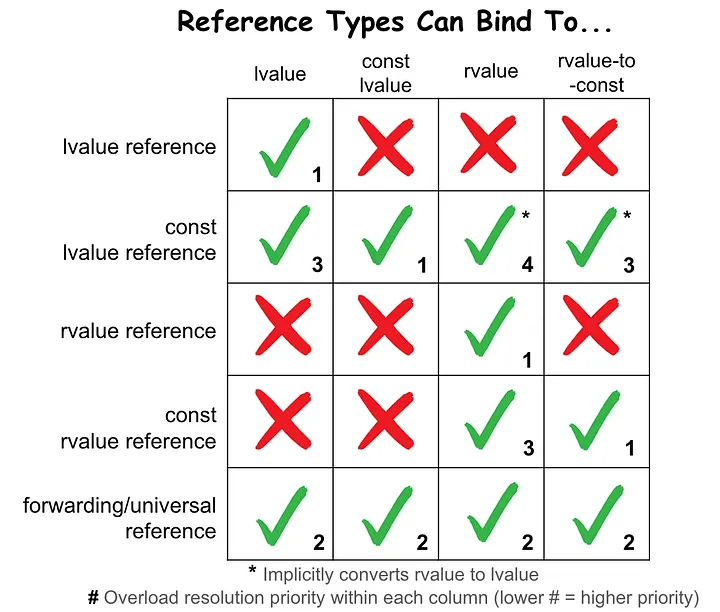 Reference Types Can Bind To...
lvalue
const
lvalue
rvalue
rvalue-to
-const
lvalue reference
1
const
lvalue reference
3
1
*
4
*
3
rvalue reference
1
const
rvalue reference
3
1
forwarding/universal
reference
2
2
2
2
* Implicitly converts rvalue to lvalue
# Overload resolution priority within each column (lower # = higher priority)